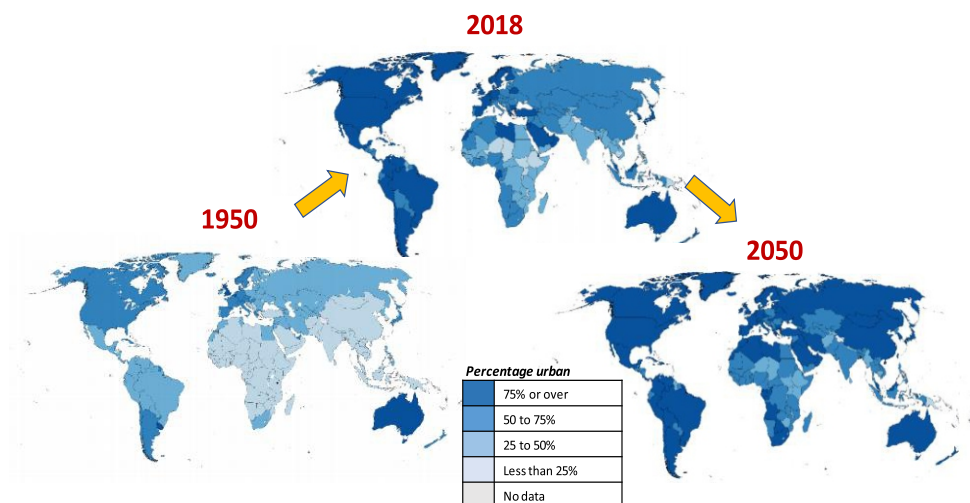 2018
1950
2050
Percentage urban
75% or over
50 to 75%
25 to 50%
Less than 25%
No data